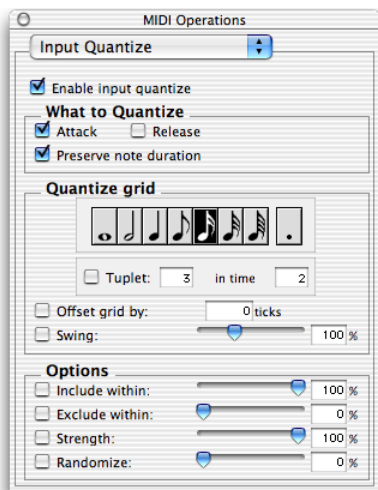 MIDI Operations
Input Quantize
Enable input quantize
What to Quantize
Attack Release
Preserve note duration
Quantize grid
Tuplet: 3 in time 2
Offset grid by: 0 ticks
Swing: 100 %
Options
Include within: 100 %
Exclude within: 0 %
Strength: 100 %
Randomize: 0 %